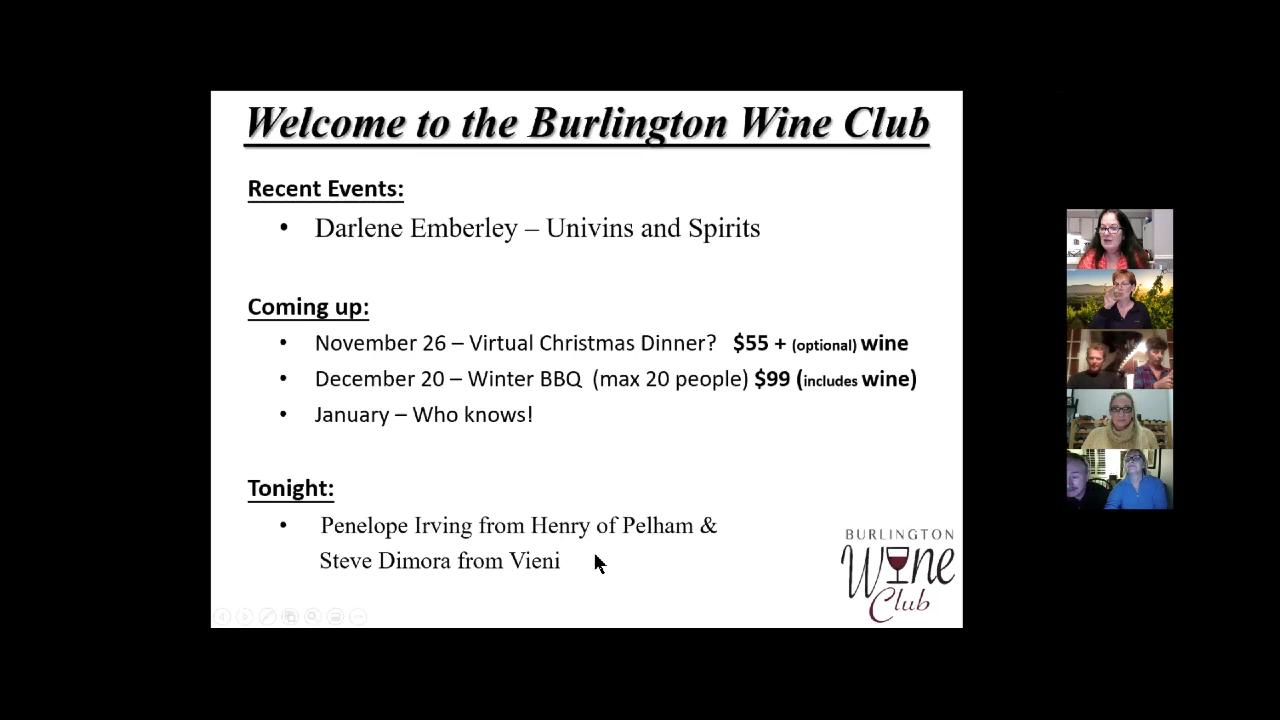 Welcome to the Burlington Wine Club
Recent Events:
• Darlene Emberley – Univins and Spirits
Coming up:
• November 26 – Virtual Christmas Dinner? $55 + (optional) wine
• December 20 – Winter BBQ (max 20 people) $99 (includes wine)
• January – Who knows!
Tonight:
• Penelope Irving from Henry of Pelham &
Steve Dimora from Vieni
BURLINGTON
Wine
Club